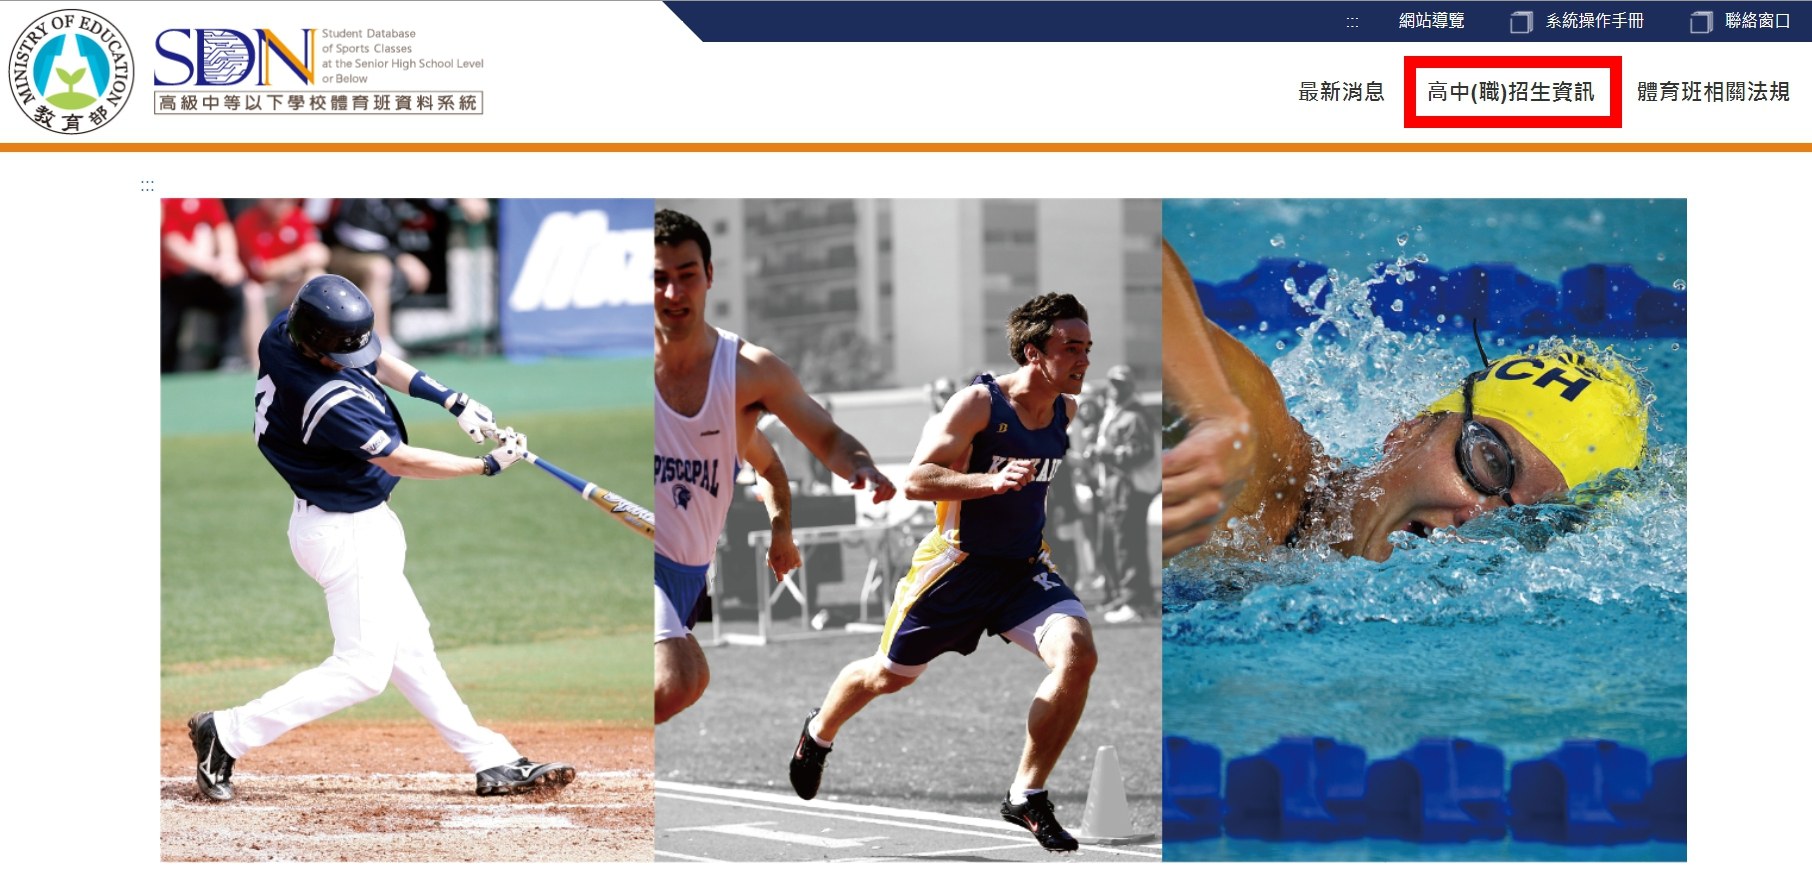 :::
網站導覽
系統操作手冊
聯絡窗口
MINISTRY OF EDUCATION
教育部
SDN
Student Database
of Sports Classes
at the Senior High School Level
or Below
高級中等以下學校體育班資料系統
最新消息
高中(職)招生資訊
體育班相關法規
:::
7
PISCOPAL
K
CH